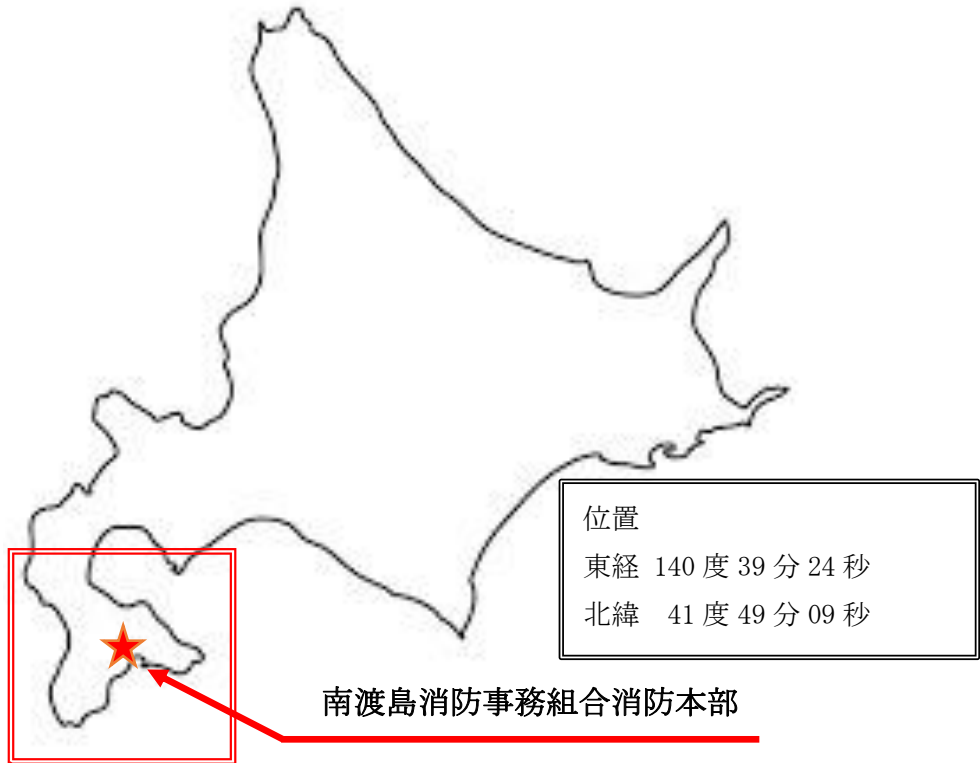 位置
東経 140 度 39 分 24 秒
北緯　41 度 49 分 09 秒
南渡島消防事務組合消防本部